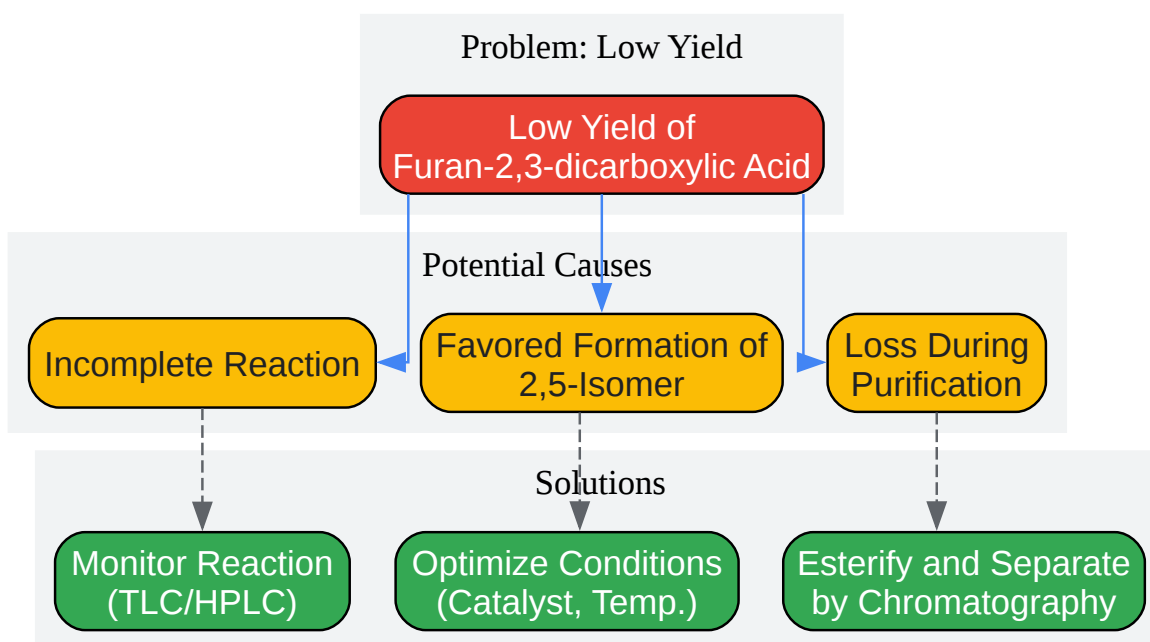 Problem: Low Yield
Low Yield of
Furan-2,3-dicarboxylic Acid
Potential Causes
Incomplete Reaction
Favored Formation of
2,5-Isomer
Loss During
Purification
Solutions
Monitor Reaction
(TLC/HPLC)
Optimize Conditions
(Catalyst, Temp.)
Esterify and Separate
by Chromatography